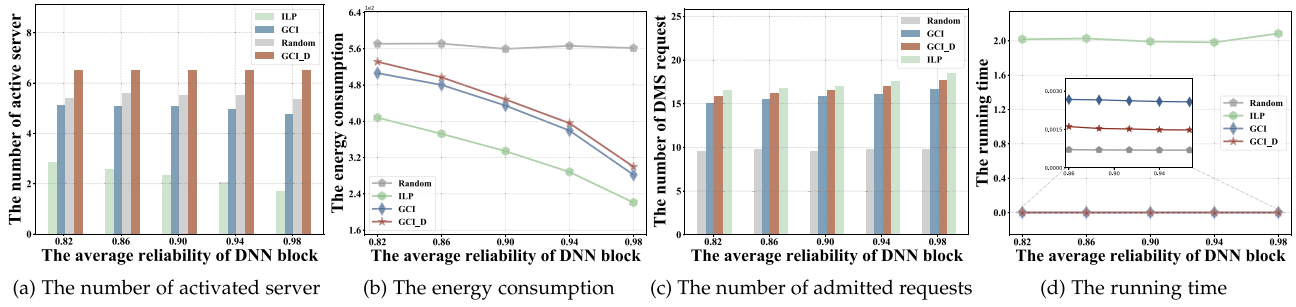 The number of active server
8
6
4
2
0
ILP
GCI
Random
GCI_D
0.82 0.86 0.90 0.94 0.98
The average reliability of DNN block
(a) The number of activated server
1e2
The energy consumption
6.4
5.6
4.8
4.0
3.2
2.4
1.6
Random
ILP
GCI
GCI_D
0.82 0.86 0.90 0.94 0.98
The average reliability of DNN block
(b) The energy consumption
The number of DMS request
25
20
15
10
5
0
Random
GCI
GCI_D
ILP
0.82 0.86 0.90 0.94 0.98
The average reliability of DNN block
(c) The number of admitted requests
The running time
2.0
1.6
1.2
0.8
0.4
0.0
0.0030
0.0015
0.0000
0.86 0.90 0.94
Random
ILP
GCI
GCI_D
0.82 0.86 0.90 0.94 0.98
The average reliability of DNN block
(d) The running time